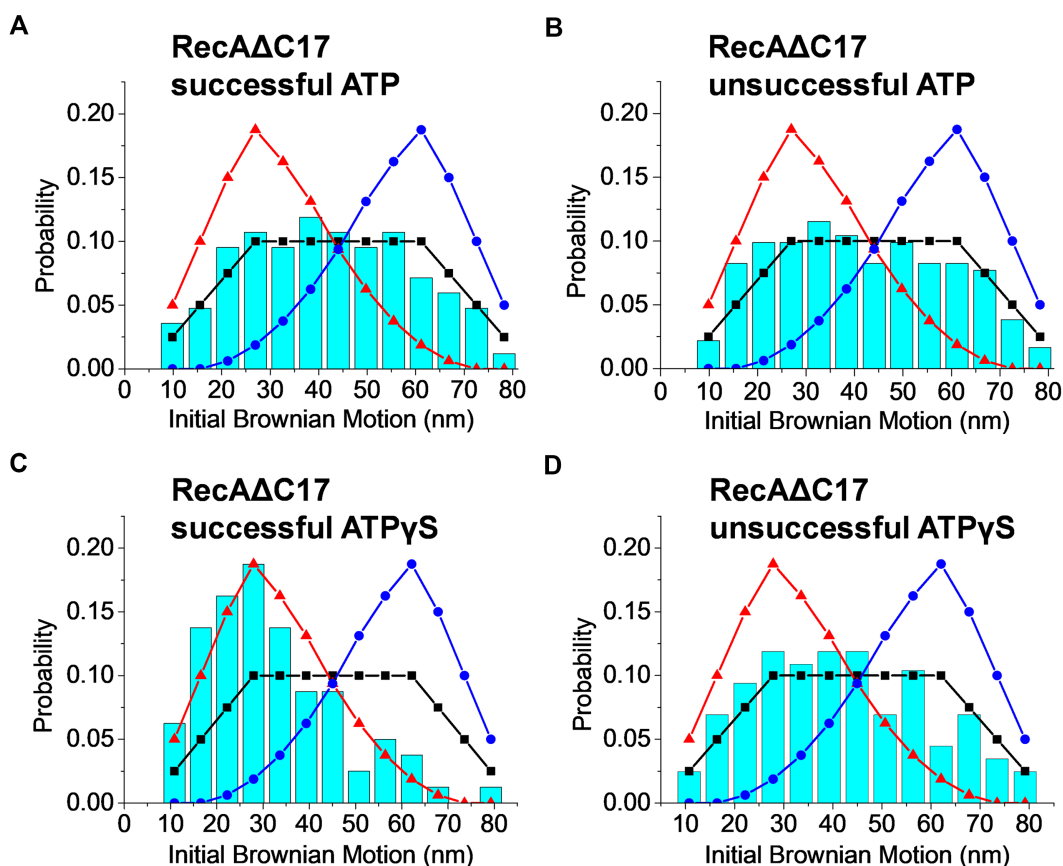 A
RecAΔC17
successful ATP
0.20
0.15
0.10
0.05
0.00
Probability
0 10 20 30 40 50 60 70 80
Initial Brownian Motion (nm)
B
RecAΔC17
unsuccessful ATP
0.20
0.15
0.10
0.05
0.00
Probability
0 10 20 30 40 50 60 70 80
Initial Brownian Motion (nm)
C
RecAΔC17
successful ATPγS
0.20
0.15
0.10
0.05
0.00
Probability
0 10 20 30 40 50 60 70 80
Initial Brownian Motion (nm)
D
RecAΔC17
unsuccessful ATPγS
0.20
0.15
0.10
0.05
0.00
Probability
10 20 30 40 50 60 70 80
Initial Brownian Motion (nm)